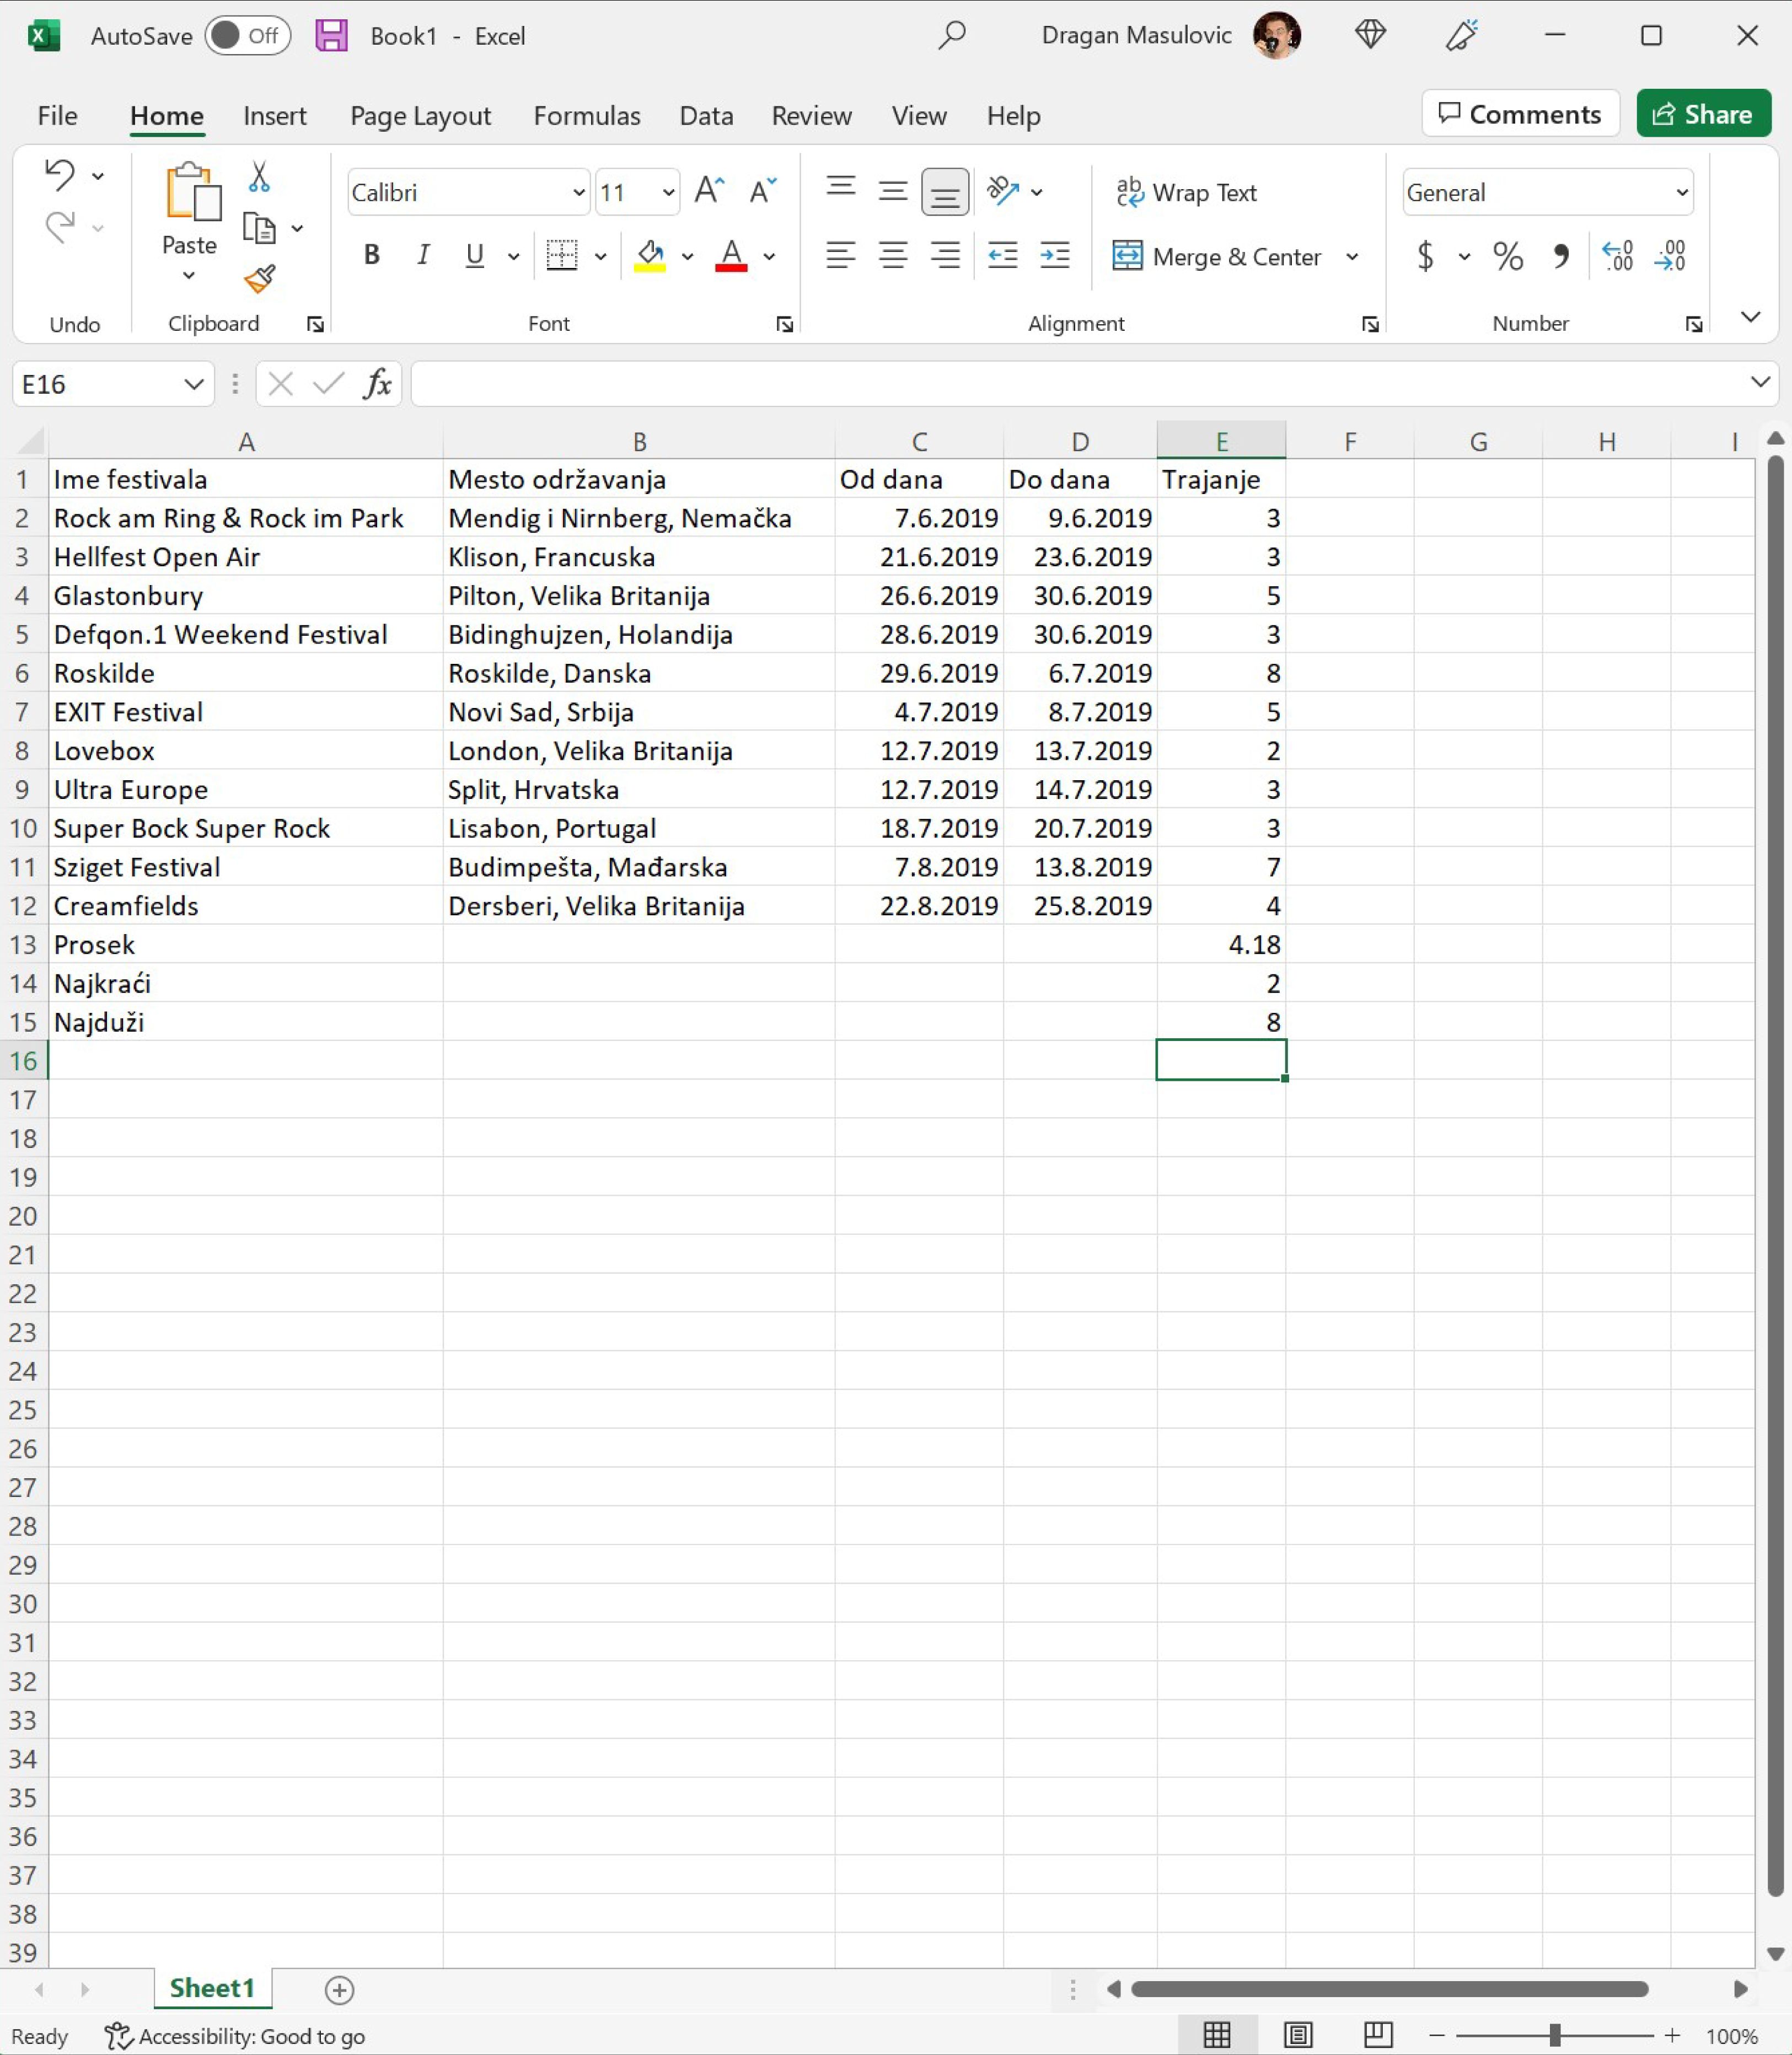 AutoSave Off Book1 - Excel Dragan Masulovic
File Home Insert Page Layout Formulas Data Review View Help Comments Share
Paste Calibri 11 Wrap Text General
B I U A Merge & Center $ %
Undo Clipboard Font Alignment Number
E16 fx
A B C D E F G H I
1 Ime festivala Mesto održavanja Od dana Do dana Trajanje
2 Rock am Ring & Rock im Park Mendig i Nirnberg, Nemačka 7.6.2019 9.6.2019 3
3 Hellfest Open Air Klison, Francuska 21.6.2019 23.6.2019 3
4 Glastonbury Pilton, Velika Britanija 26.6.2019 30.6.2019 5
5 Defqon.1 Weekend Festival Bidinghujzen, Holandija 28.6.2019 30.6.2019 3
6 Roskilde Roskilde, Danska 29.6.2019 6.7.2019 8
7 EXIT Festival Novi Sad, Srbija 4.7.2019 8.7.2019 5
8 Lovebox London, Velika Britanija 12.7.2019 13.7.2019 2
9 Ultra Europe Split, Hrvatska 12.7.2019 14.7.2019 3
10 Super Bock Super Rock Lisabon, Portugal 18.7.2019 20.7.2019 3
11 Sziget Festival Budimpešta, Mađarska 7.8.2019 13.8.2019 7
12 Creamfields Dersberi, Velika Britanija 22.8.2019 25.8.2019 4
13 Prosek 4.18
14 Najkraći 2
15 Najduži 8
16
17
18
19
20
21
22
23
24
25
26
27
28
29
30
31
32
33
34
35
36
37
38
39
Sheet1
Ready Accessibility: Good to go 100%